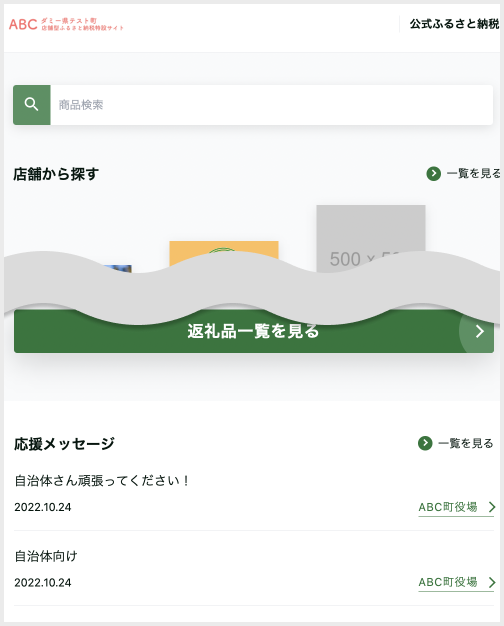 ABC ダミー県テスト町
店舗型ふるさと納税特設サイト
公式ふるさと納税
商品検索
店舗から探す
一覧を見る
500 x
返礼品一覧を見る
応援メッセージ
一覧を見る
自治体さん頑張ってください！
2022.10.24
ABC町役場
自治体向け
2022.10.24
ABC町役場